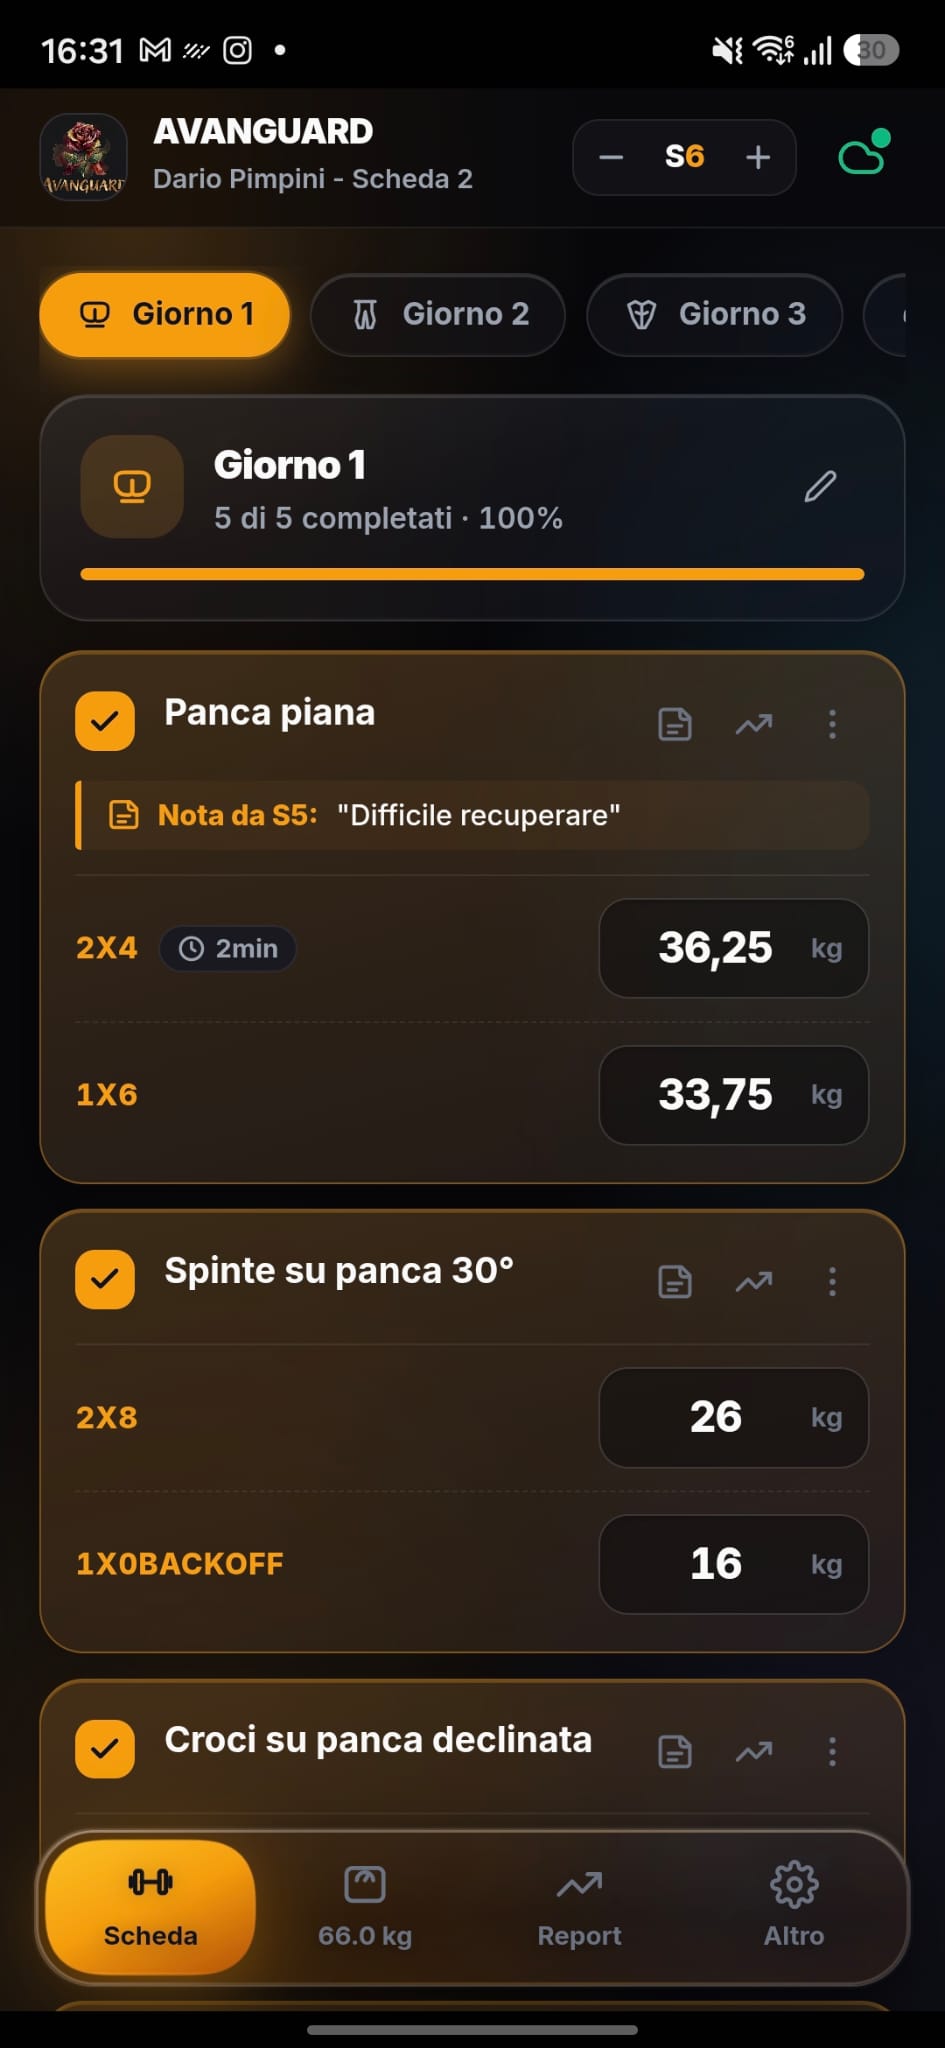 16:31
6
30
AVANGUARD
AVANGUARD
Dario Pimpini - Scheda 2
S6
Giorno 1
Giorno 2
Giorno 3
Giorno 1
5 di 5 completati · 100%
Panca piana
Nota da S5: "Difficile recuperare"
2X4 2min 36,25 kg
1X6 33,75 kg
Spinte su panca 30°
2X8 26 kg
1X0BACKOFF 16 kg
Croci su panca declinata
Scheda
66.0 kg
Report
Altro